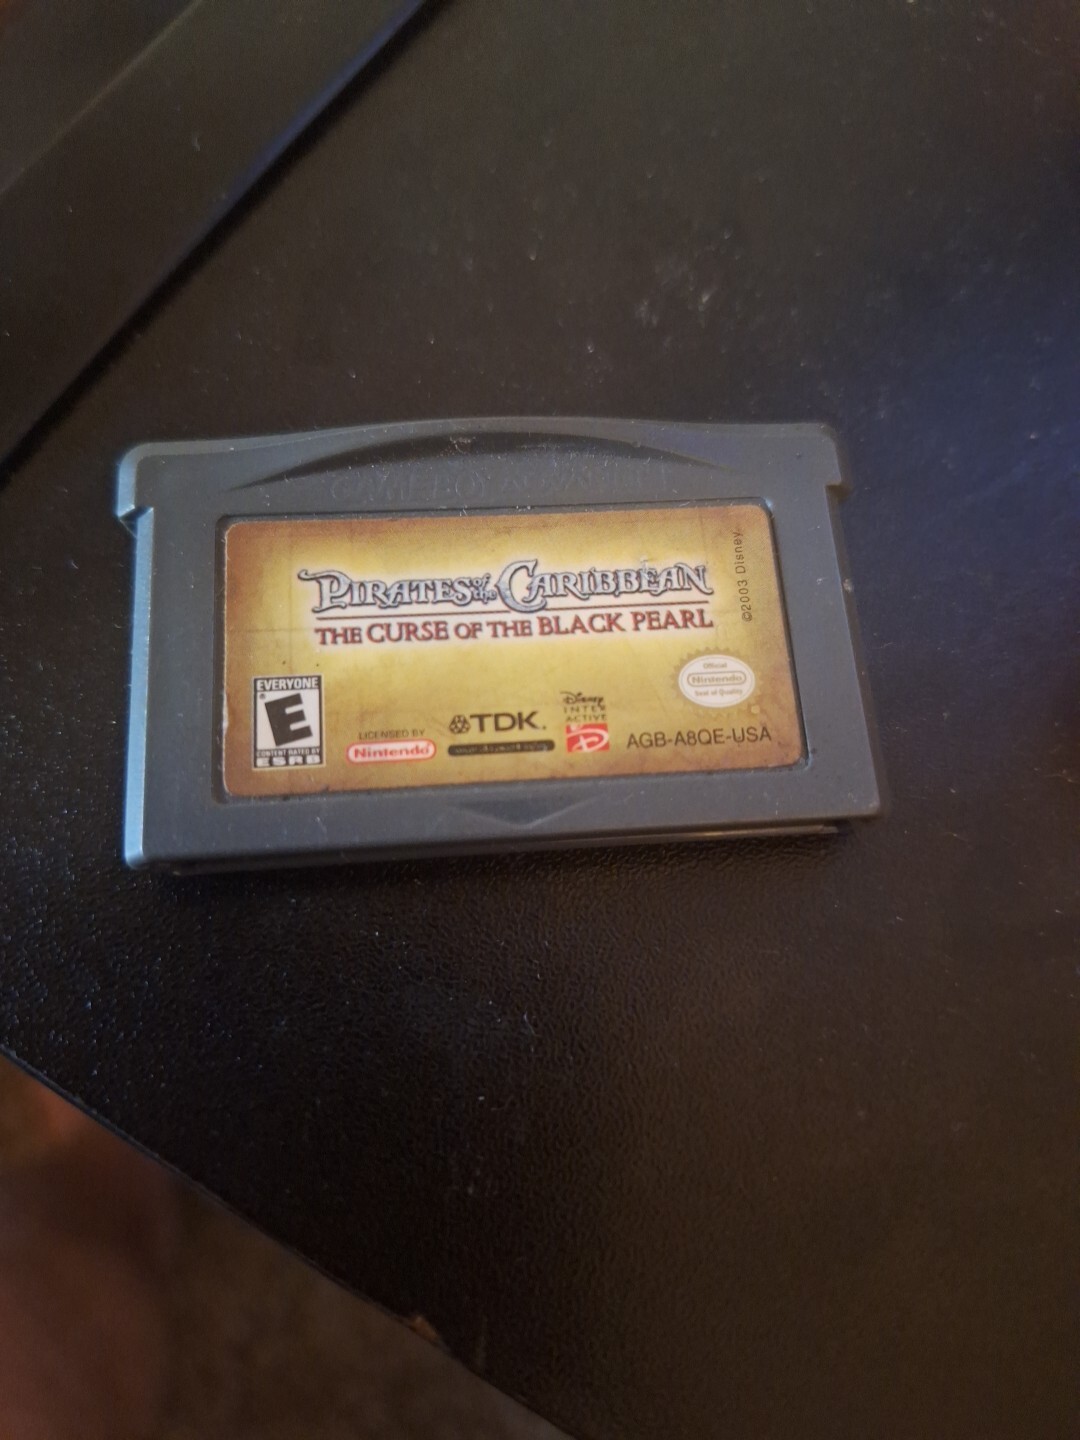 GAME BOY ADVANCE
PIRATES of the CARIBBEAN
THE CURSE OF THE BLACK PEARL
©2003 Disney
EVERYONE
E
CONTENT RATED BY
ESRB
LICENSED BY
Nintendo
TDK
Disney
INTER
ACTIVE
D
Official
Nintendo
Seal of Quality
AGB-A8QE-USA